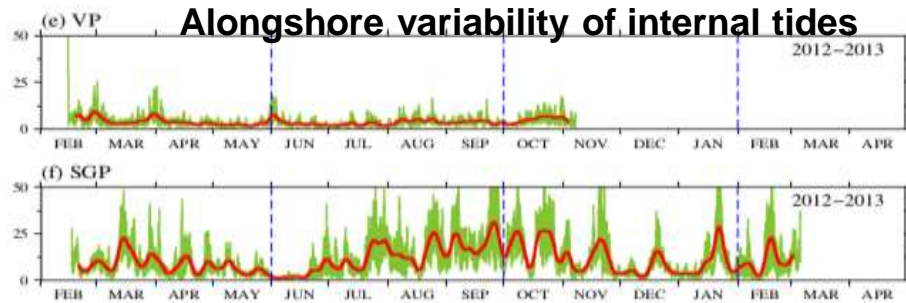 Alongshore variability of internal tides
(e) VP
2012−2013
50
25
0
FEB MAR APR MAY JUN JUL AUG SEP OCT NOV DEC JAN FEB MAR APR
(f) SGP
2012−2013
50
25
0
FEB MAR APR MAY JUN JUL AUG SEP OCT NOV DEC JAN FEB MAR APR